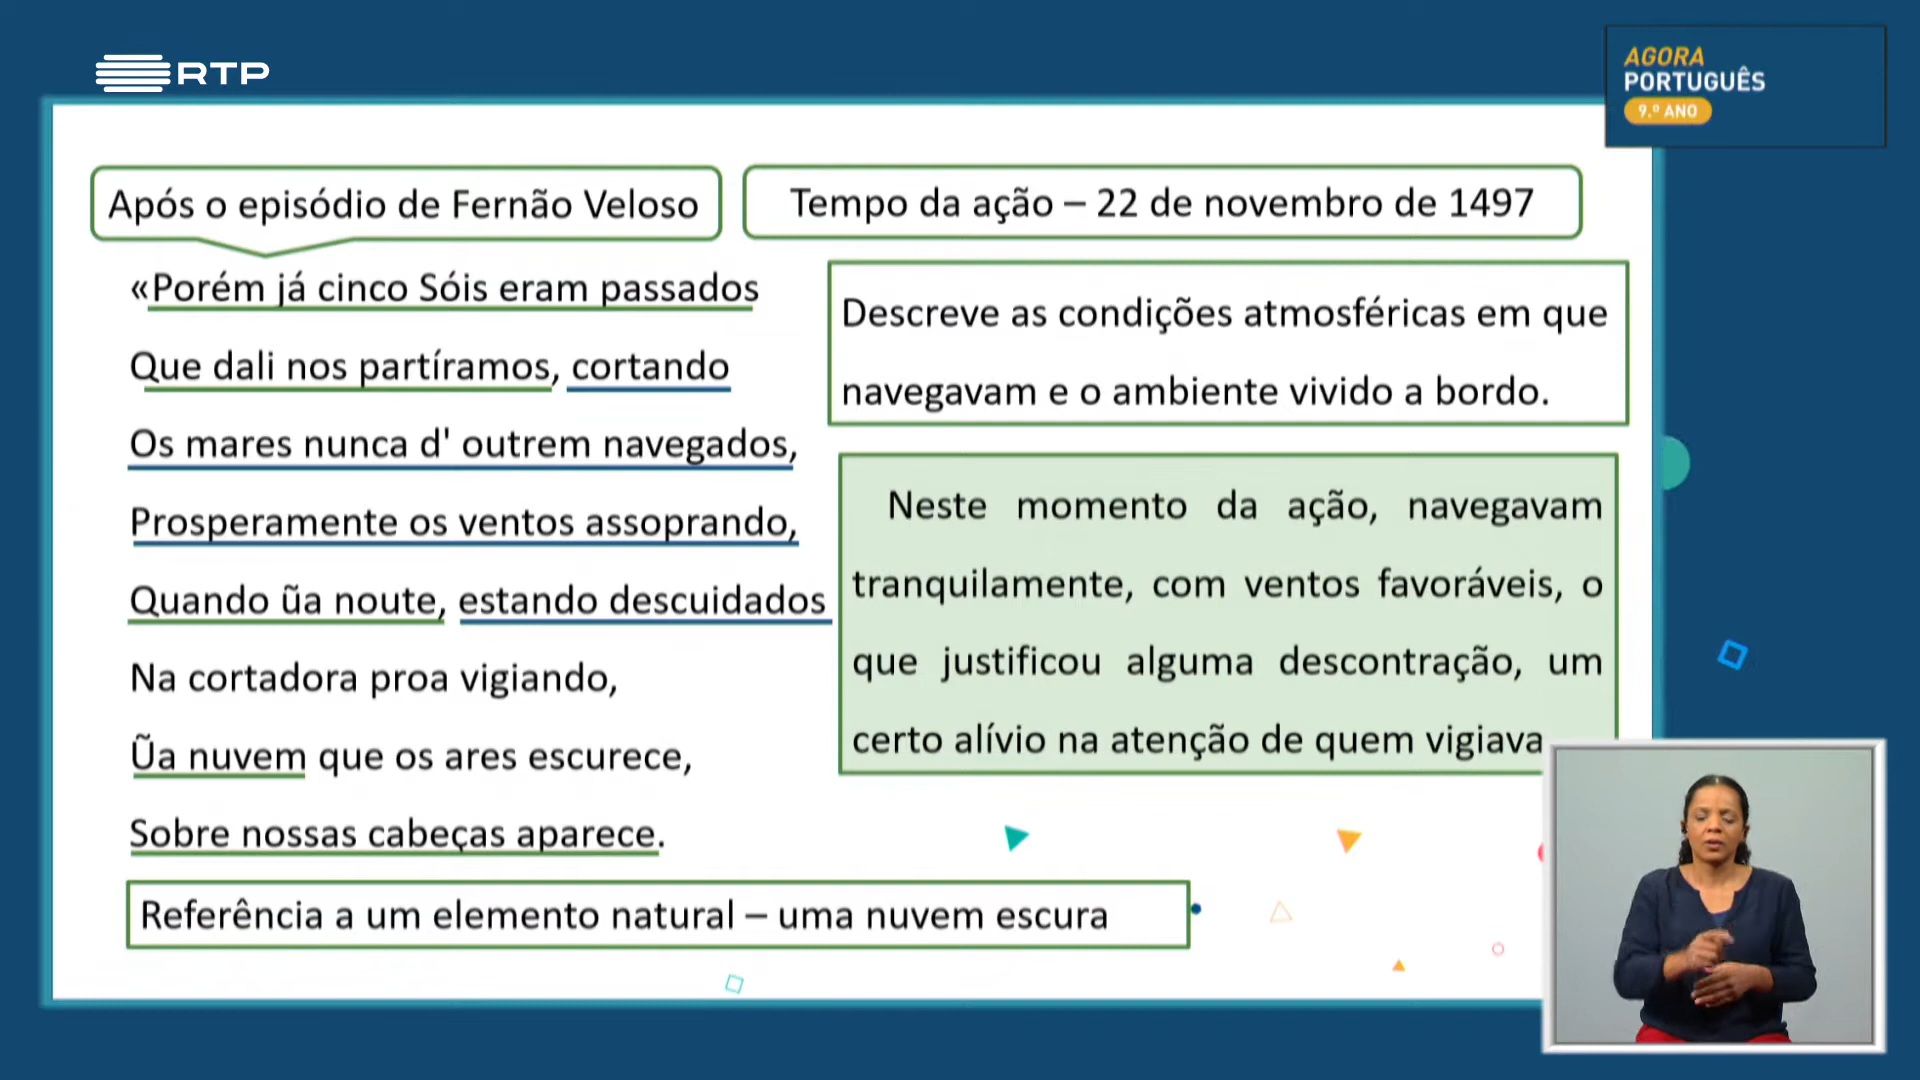 RTP
AGORA
PORTUGUÊS
9.º ANO
Após o episódio de Fernão Veloso
Tempo da ação – 22 de novembro de 1497
«Porém já cinco Sóis eram passados
Que dali nos partíramos, cortando
Os mares nunca d' outrem navegados,
Prosperamente os ventos assoprando,
Quando ũa noute, estando descuidados
Na cortadora proa vigiando,
Ũa nuvem que os ares escurece,
Sobre nossas cabeças aparece.
Descreve as condições atmosféricas em que
navegavam e o ambiente vivido a bordo.
Neste momento da ação, navegavam
tranquilamente, com ventos favoráveis, o
que justificou alguma descontração, um
certo alívio na atenção de quem vigiava
Referência a um elemento natural – uma nuvem escura